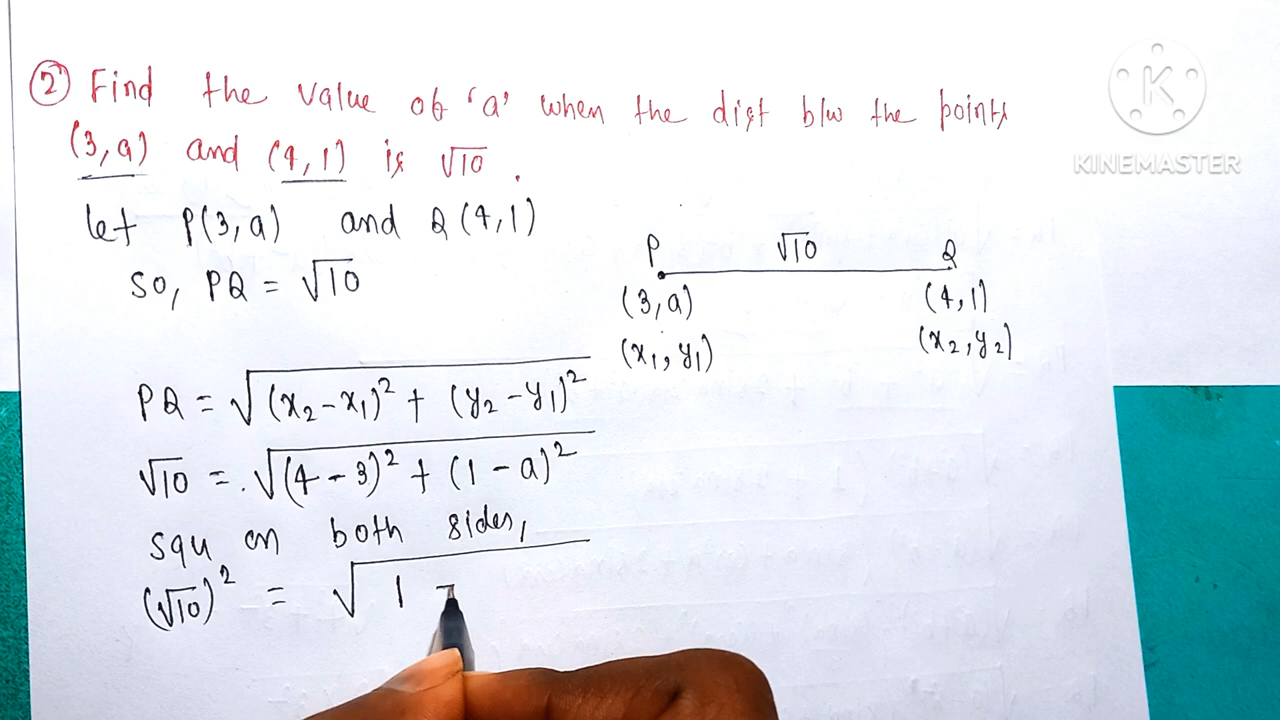 ② Find the value of 'a' when the dist b/w the points
(3, a) and (4, 1) is √10 .
let P(3, a) and Q (4, 1)
so, PQ = √10
P √10 Q
(3, a) (4, 1)
(x₁, y₁) (x₂, y₂)
PQ = √((x₂ - x₁)² + (y₂ - y₁)²)
√10 = √((4 - 3)² + (1 - a)²)
squ on both sides,
(√10)² = √1
K
KINEMASTER